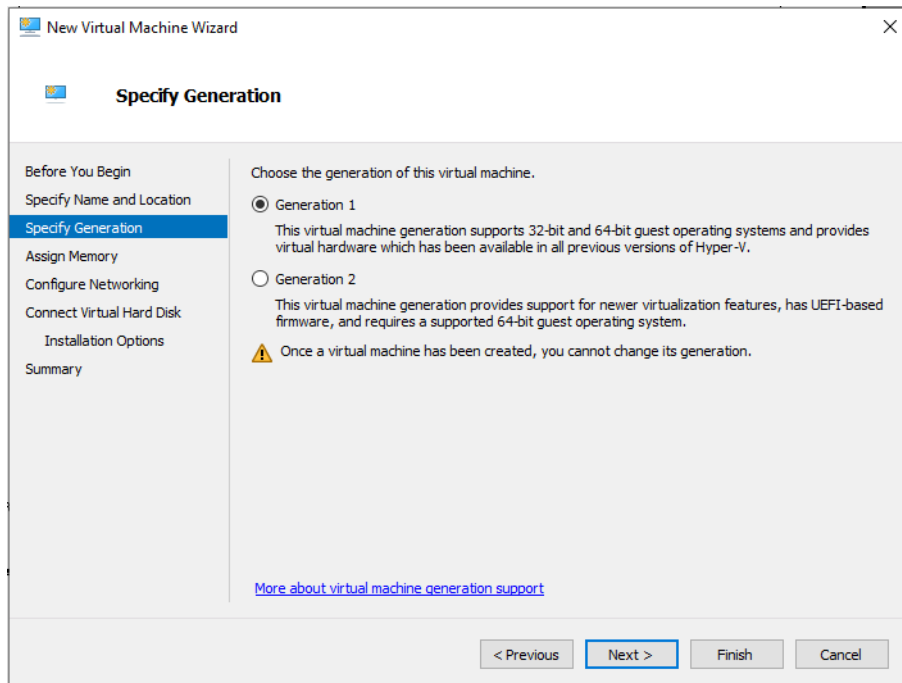 New Virtual Machine Wizard
Specify Generation
Before You Begin
Specify Name and Location
Specify Generation
Assign Memory
Configure Networking
Connect Virtual Hard Disk
Installation Options
Summary
Choose the generation of this virtual machine.
Generation 1
This virtual machine generation supports 32-bit and 64-bit guest operating systems and provides
virtual hardware which has been available in all previous versions of Hyper-V.
Generation 2
This virtual machine generation provides support for newer virtualization features, has UEFI-based
firmware, and requires a supported 64-bit guest operating system.
Once a virtual machine has been created, you cannot change its generation.
More about virtual machine generation support
< Previous
Next >
Finish
Cancel